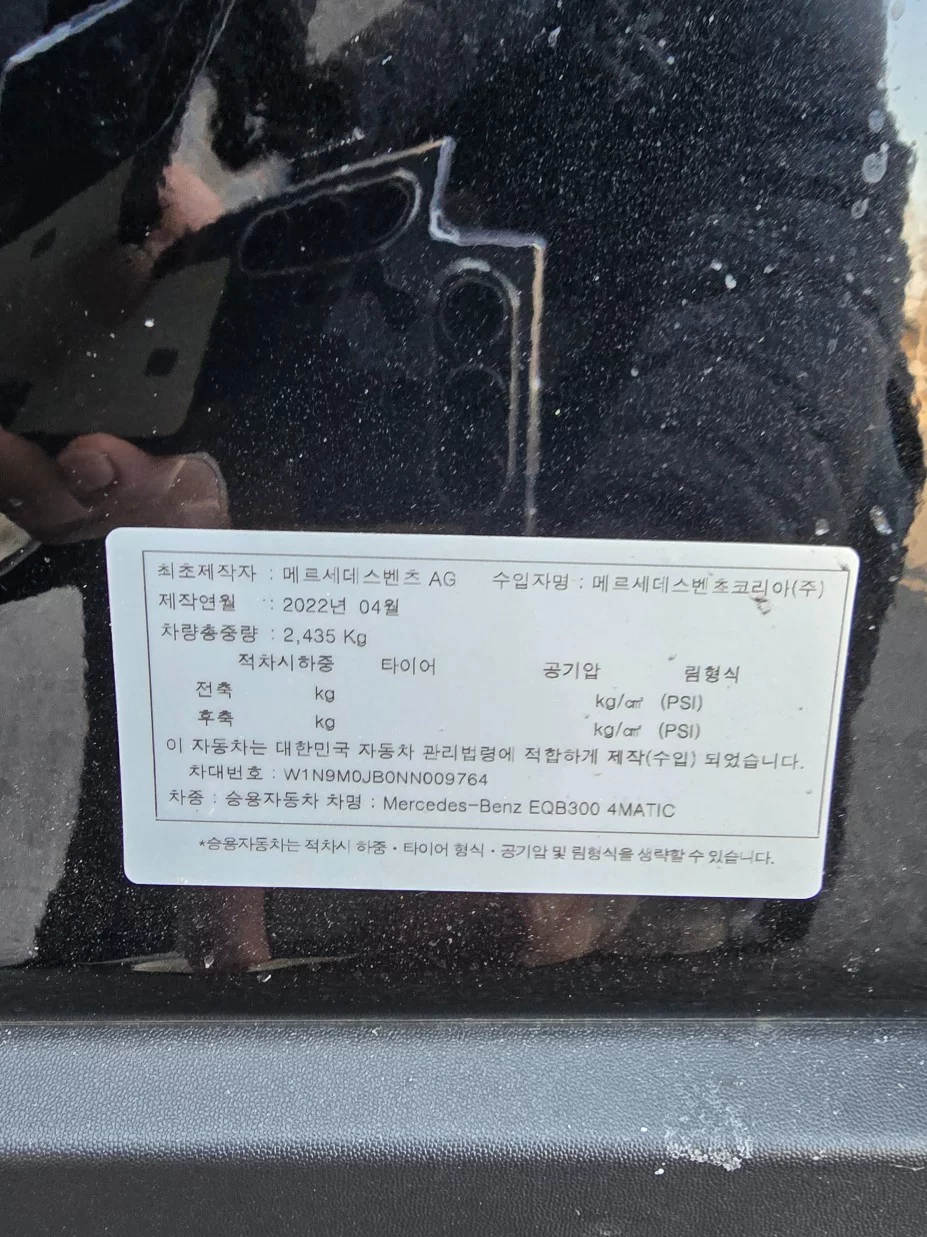 최초제작자 : 메르세데스벤츠 AG 수입자명 : 메르세데스벤츠코리아(주)
제작연월 : 2022년 04월
차량총중량 : 2,435 Kg
적차시하중 타이어 공기압 림형식
전축 kg kg/㎠ (PSI)
후축 kg kg/㎠ (PSI)
이 자동차는 대한민국 자동차 관리법령에 적합하게 제작(수입) 되었습니다.
차대번호 : W1N9M0JB0NN009764
차종 : 승용자동차 차명 : Mercedes-Benz EQB300 4MATIC
*승용자동차는 적차시 하중·타이어 형식·공기압 및 림형식을 생략할 수 있습니다.